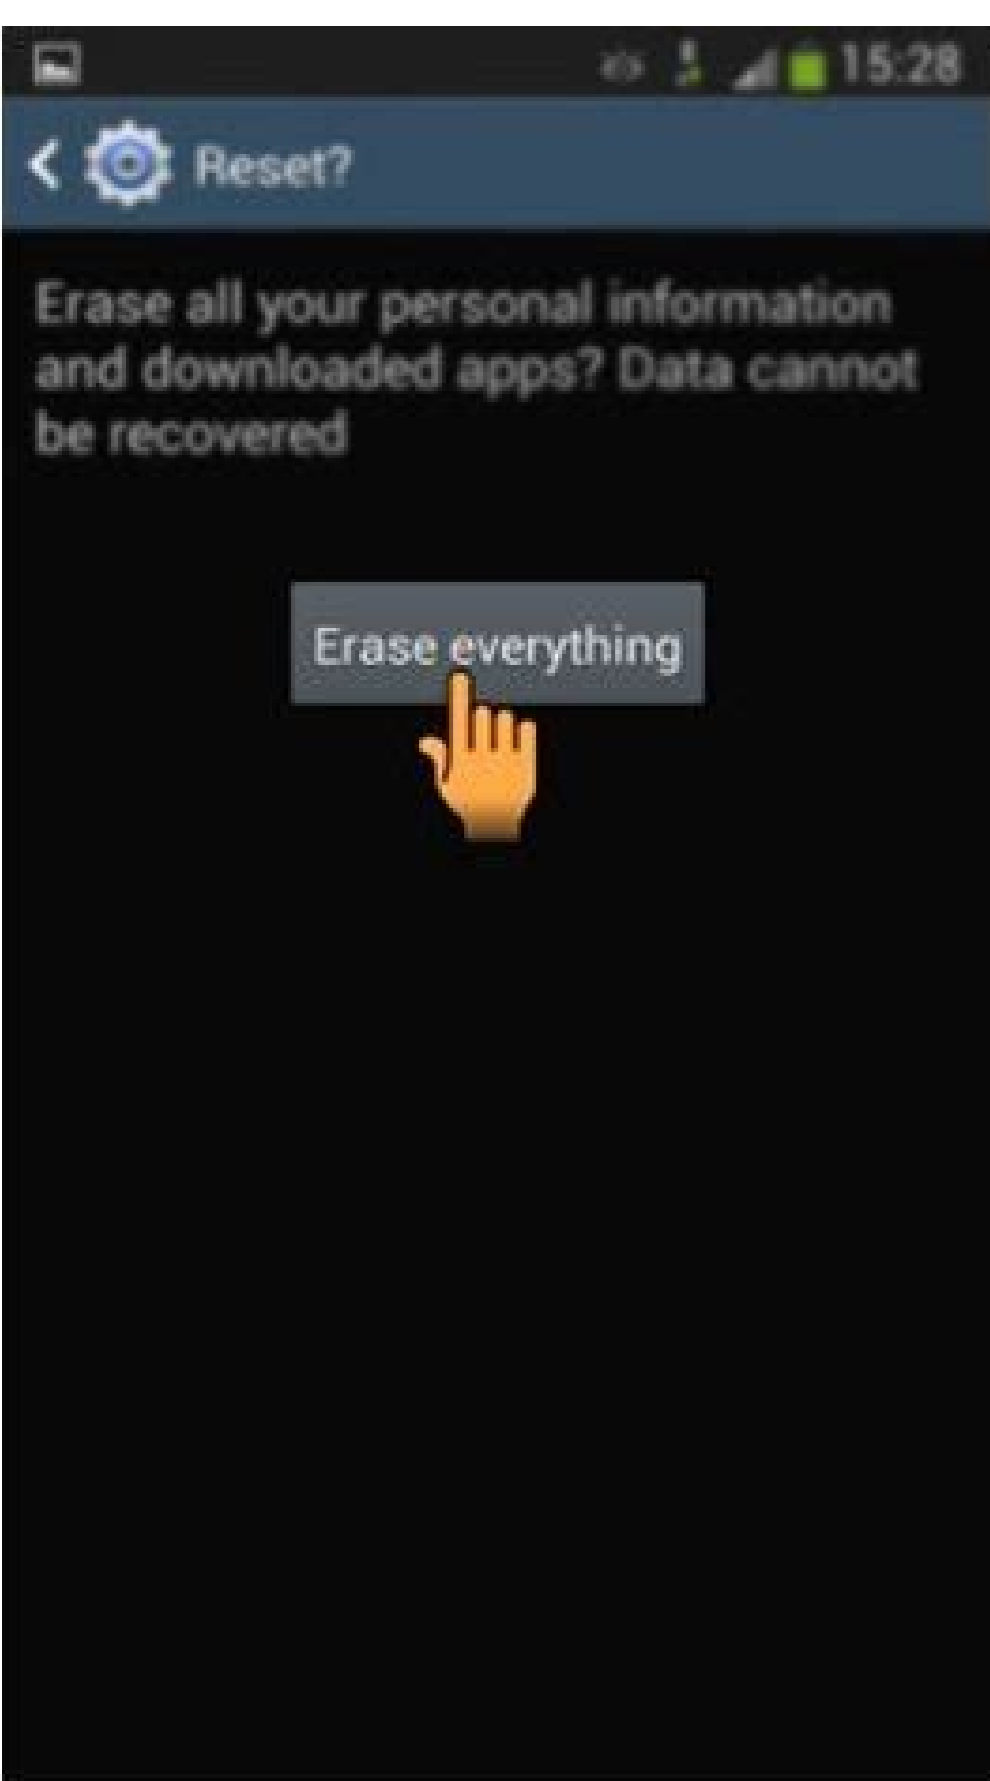 15:28
Reset?
Erase all your personal information
and downloaded apps? Data cannot
be recovered
Erase everything